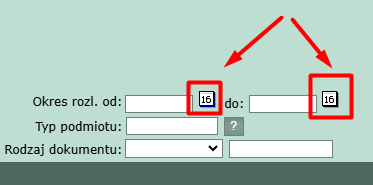 Okres rozl. od: 16 do: 16
Typ podmiotu: ?
Rodzaj dokumentu: